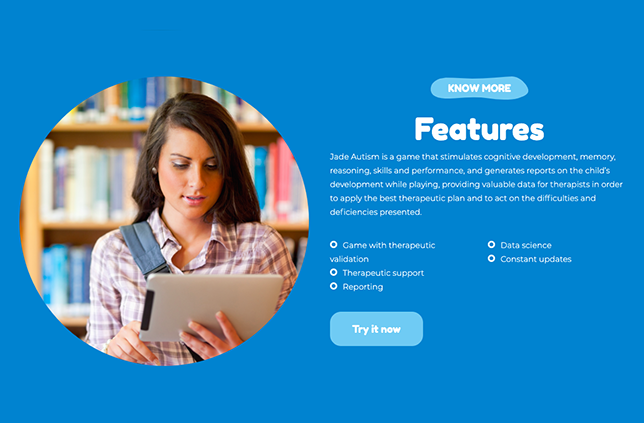 KNOW MORE
Features
Jade Autism is a game that stimulates cognitive development, memory,
reasoning, skills and performance, and generates reports on the child's
development while playing, providing valuable data for therapists in order
to apply the best therapeutic plan and to act on the difficulties and
deficiencies presented.
Game with therapeutic
validation
Therapeutic support
Reporting
Data science
Constant updates
Try it now